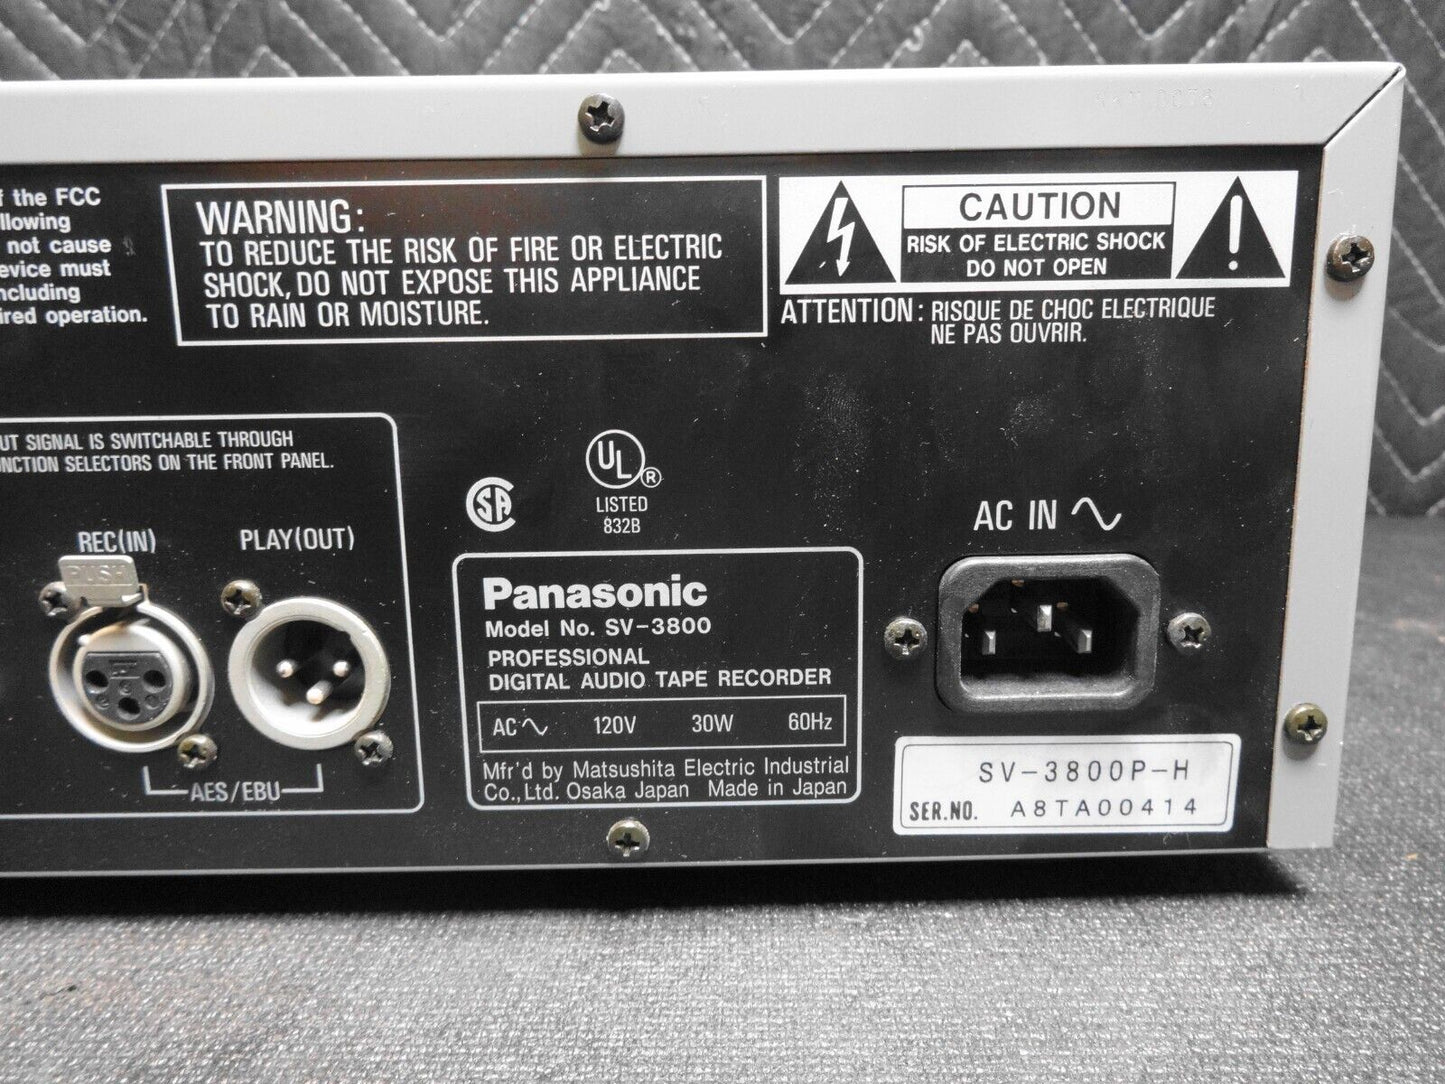 f the FCC
llowing
not cause
evice must
ncluding
ired operation.
WARNING:
TO REDUCE THE RISK OF FIRE OR ELECTRIC
SHOCK, DO NOT EXPOSE THIS APPLIANCE
TO RAIN OR MOISTURE.
CAUTION
RISK OF ELECTRIC SHOCK
DO NOT OPEN
ATTENTION: RISQUE DE CHOC ELECTRIQUE
NE PAS OUVRIR.
UT SIGNAL IS SWITCHABLE THROUGH
NCTION SELECTORS ON THE FRONT PANEL.
REC(IN)
PLAY(OUT)
PUSH
AES/EBU
SA
UL ®
LISTED
832B
Panasonic
Model No. SV-3800
PROFESSIONAL
DIGITAL AUDIO TAPE RECORDER
AC 120V 30W 60Hz
Mfr'd by Matsushita Electric Industrial
Co., Ltd. Osaka Japan Made in Japan
AC IN
SV-3800P-H
SER.NO. A8TA00414